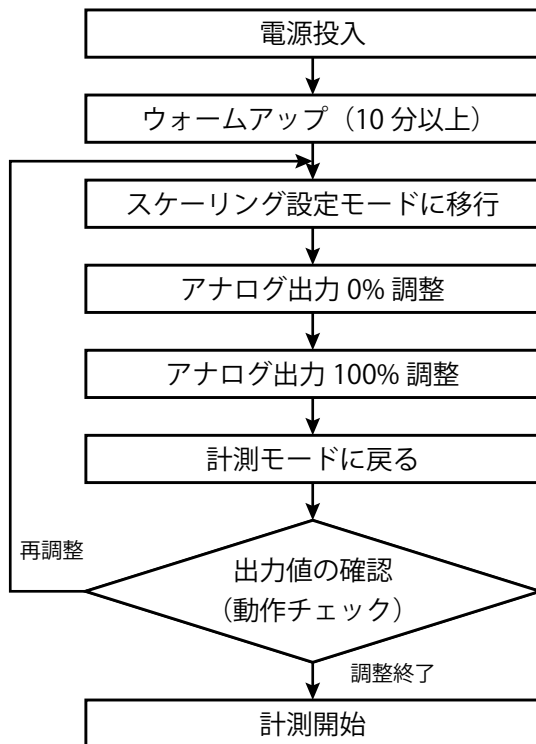 電源投入
ウォームアップ（10 分以上）
スケーリング設定モードに移行
アナログ出力 0% 調整
アナログ出力 100% 調整
計測モードに戻る
再調整
出力値の確認
（動作チェック）
調整終了
計測開始